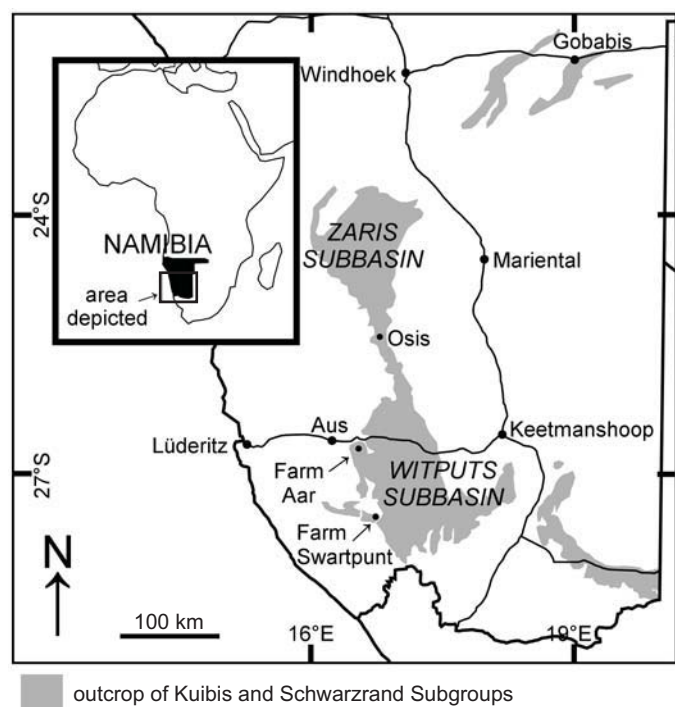 Gobabis
Windhoek
24°S
ZARIS
SUBBASIN
NAMIBIA
Mariental
area
depicted
Osis
Aus
Keetmanshoop
Lüderitz
27°S
Farm
Aar
WITPUTS
SUBBASIN
Farm
Swartpunt
N
100 km
16°E
19°E
outcrop of Kuibis and Schwarzrand Subgroups